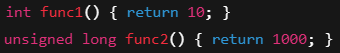 int func1() { return 10; }
unsigned long func2() { return 1000; }